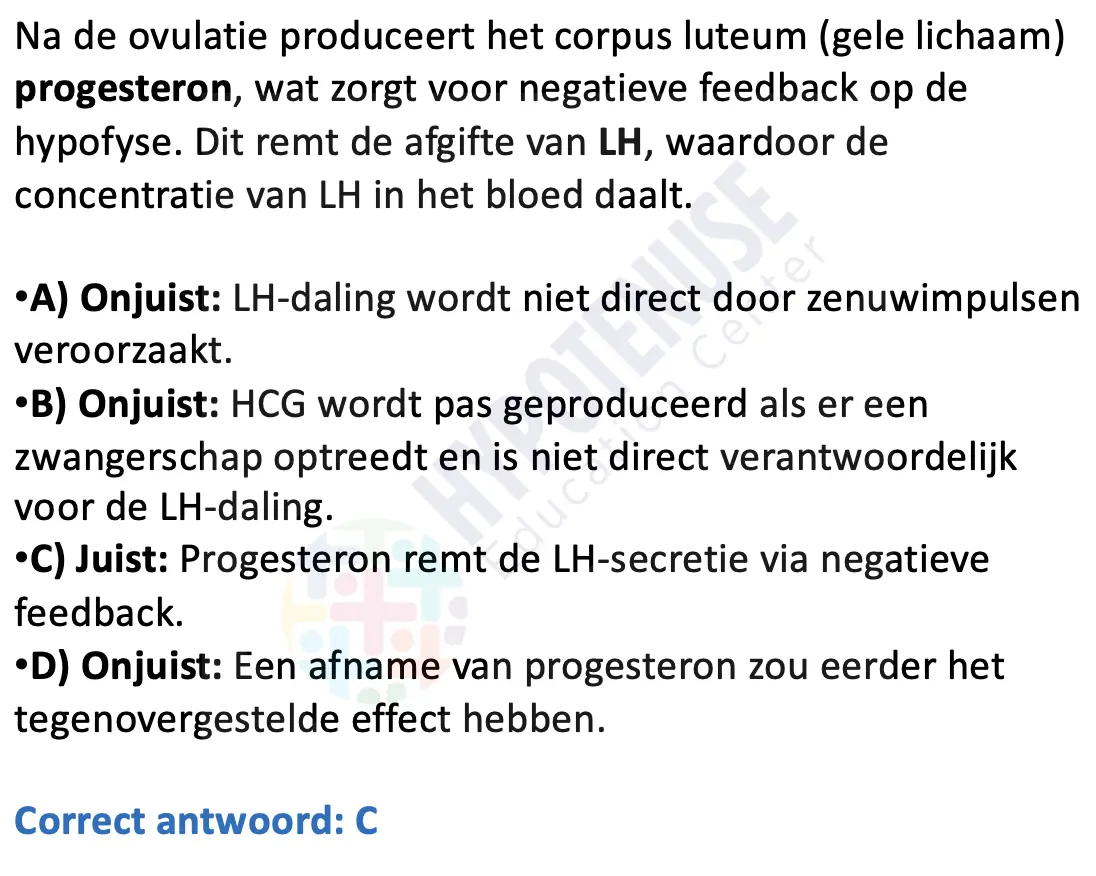 Na de ovulatie produceert het corpus luteum (gele lichaam)
progesteron, wat zorgt voor negatieve feedback op de
hypofyse. Dit remt de afgifte van LH, waardoor de
concentratie van LH in het bloed daalt.
•A) Onjuist: LH-daling wordt niet direct door zenuwimpulsen
veroorzaakt.
•B) Onjuist: HCG wordt pas geproduceerd als er een
zwangerschap optreedt en is niet direct verantwoordelijk
voor de LH-daling.
•C) Juist: Progesteron remt de LH-secretie via negatieve
feedback.
•D) Onjuist: Een afname van progesteron zou eerder het
tegenovergestelde effect hebben.
Correct antwoord: C
HYPOTENUSE
Education Center